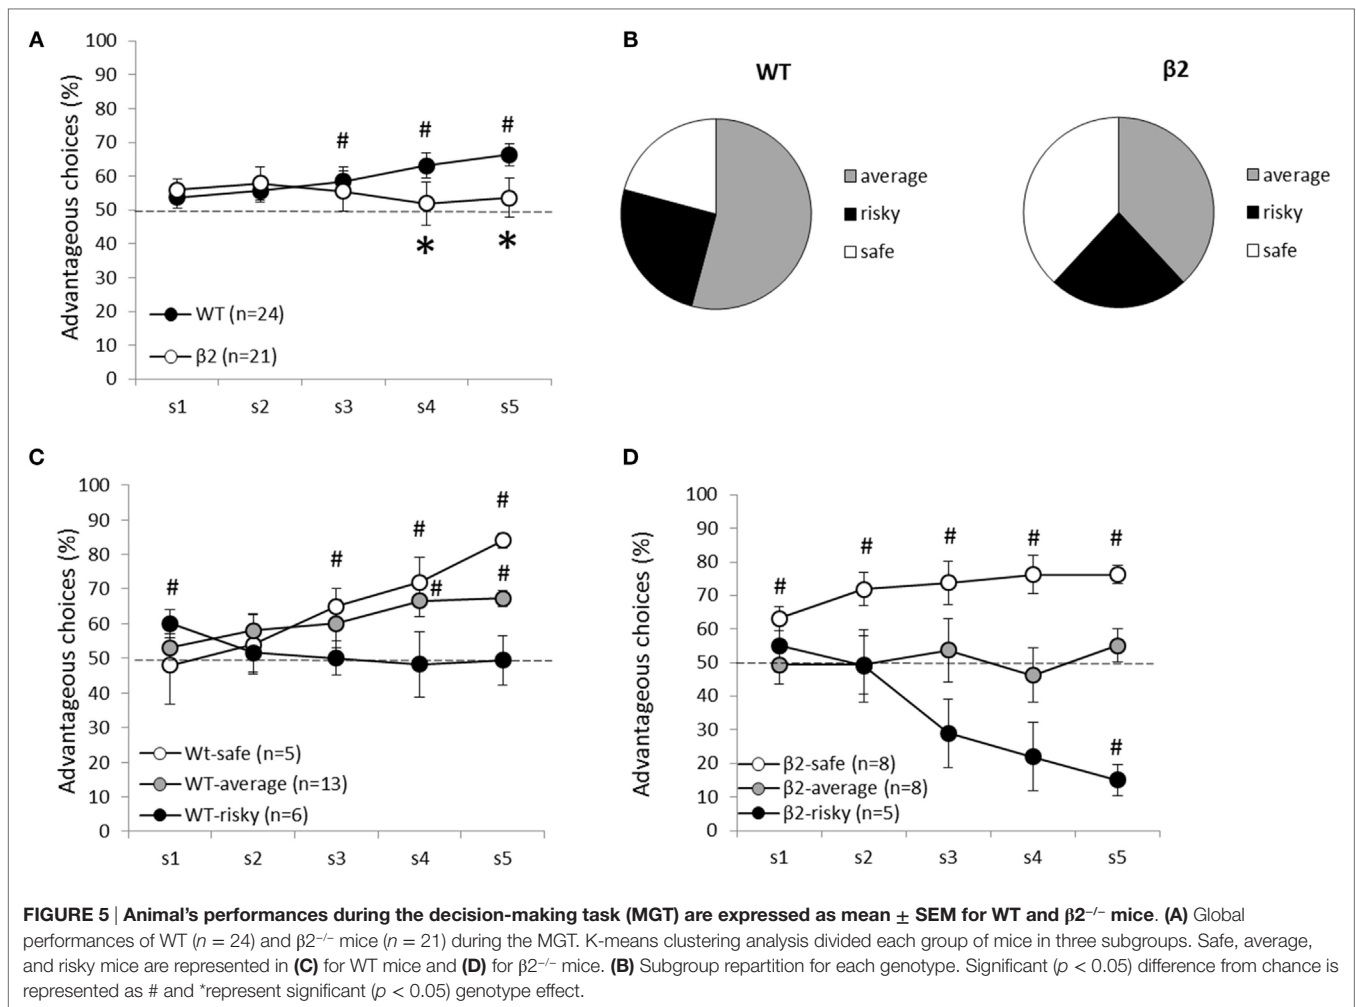 A
Advantageous choices (%)
100
90
80
70
60
50
40
30
20
10
0
# # #
* *
WT (n=24)
β2 (n=21)
s1 s2 s3 s4 s5
B
WT
average
risky
safe
β2
average
risky
safe
C
Advantageous choices (%)
100
90
80
70
60
50
40
30
20
10
0
# # # # # #
Wt-safe (n=5)
WT-average (n=13)
WT-risky (n=6)
s1 s2 s3 s4 s5
D
Advantageous choices (%)
100
90
80
70
60
50
40
30
20
10
0
# # # # #
#
β2-safe (n=8)
β2-average (n=8)
β2-risky (n=5)
s1 s2 s3 s4 s5
FIGURE 5 | Animal's performances during the decision-making task (MGT) are expressed as mean ± SEM for WT and β2⁻/⁻ mice. (A) Global
performances of WT (n = 24) and β2⁻/⁻ mice (n = 21) during the MGT. K-means clustering analysis divided each group of mice in three subgroups. Safe, average,
and risky mice are represented in (C) for WT mice and (D) for β2⁻/⁻ mice. (B) Subgroup repartition for each genotype. Significant (p < 0.05) difference from chance is
represented as # and *represent significant (p < 0.05) genotype effect.